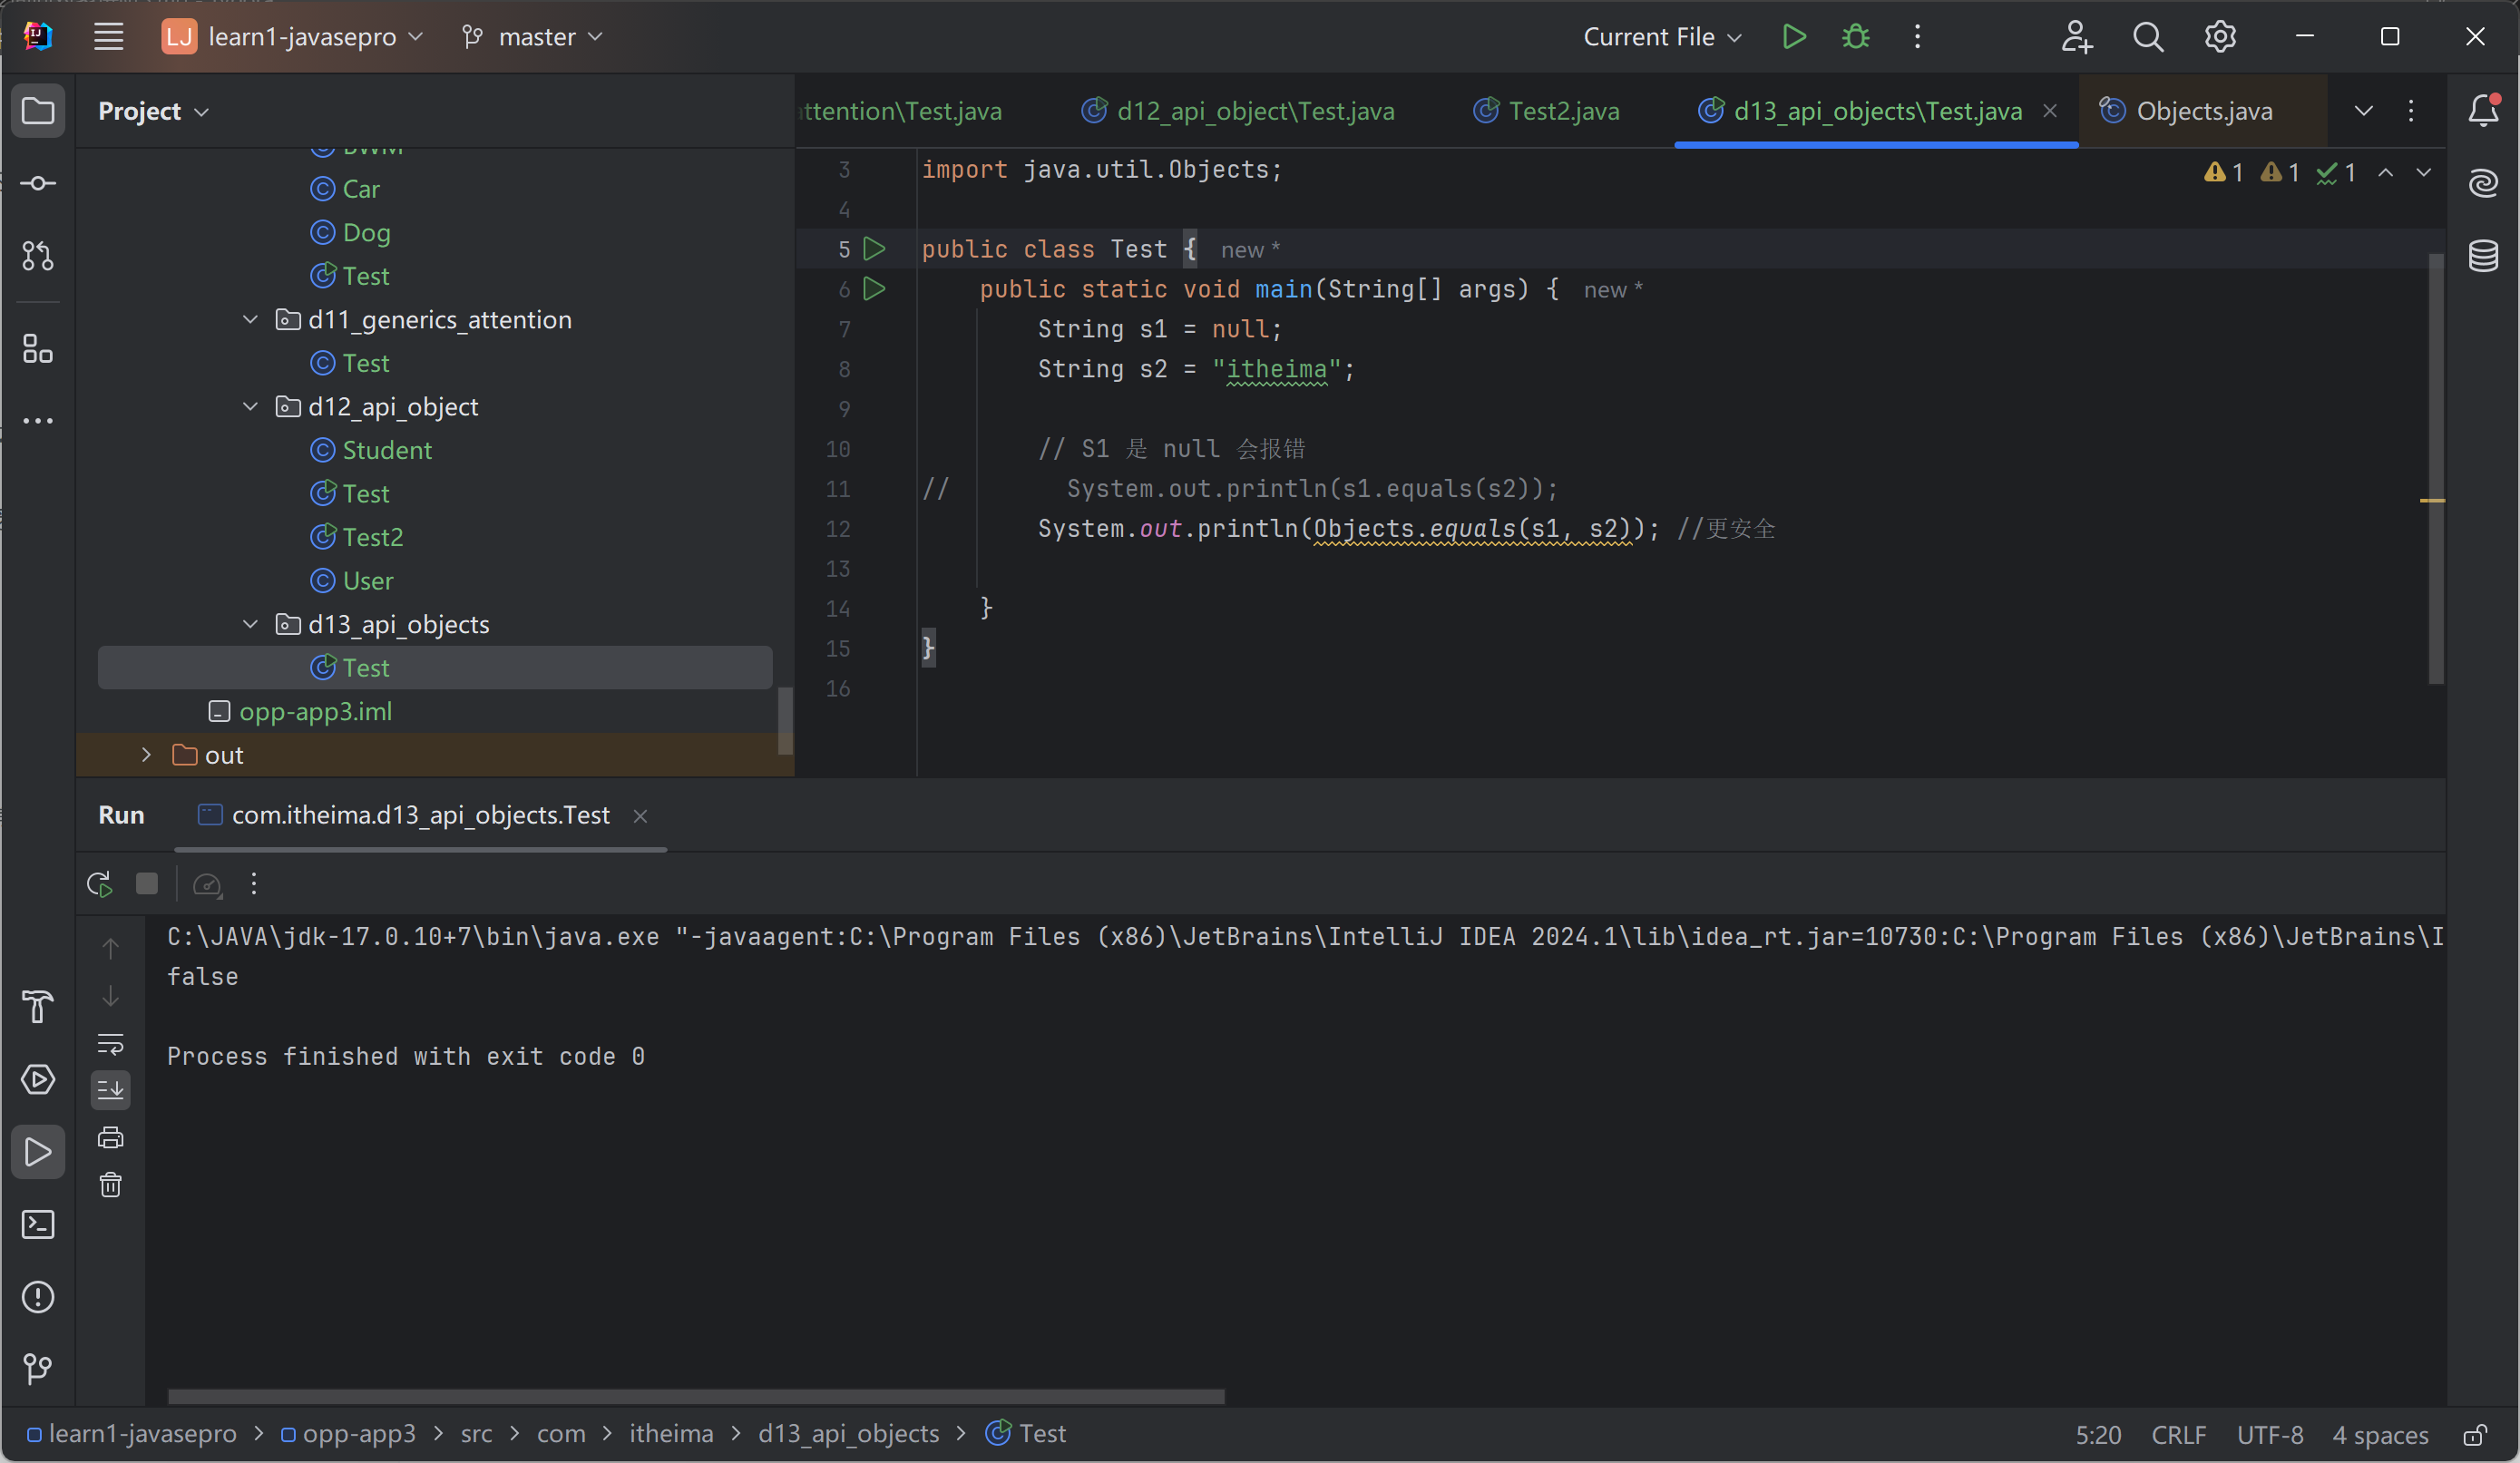 LJ learn1-javasepro master Current File
Project
attention\Test.java d12_api_object\Test.java Test2.java d13_api_objects\Test.java Objects.java
BWM
Car
Dog
Test
d11_generics_attention
Test
d12_api_object
Student
Test
Test2
User
d13_api_objects
Test
opp-app3.iml
out
1 1 1
3 import java.util.Objects;
4
5 public class Test { new *
6 public static void main(String[] args) { new *
7 String s1 = null;
8 String s2 = "itheima";
9
10 // S1 是 null 会报错
11 // System.out.println(s1.equals(s2));
12 System.out.println(Objects.equals(s1, s2)); //更安全
13
14 }
15 }
16
Run com.itheima.d13_api_objects.Test
C:\JAVA\jdk-17.0.10+7\bin\java.exe "-javaagent:C:\Program Files (x86)\JetBrains\IntelliJ IDEA 2024.1\lib\idea_rt.jar=10730:C:\Program Files (x86)\JetBrains\I
false
Process finished with exit code 0
learn1-javasepro > opp-app3 > src > com > itheima > d13_api_objects > Test 5:20 CRLF UTF-8 4 spaces